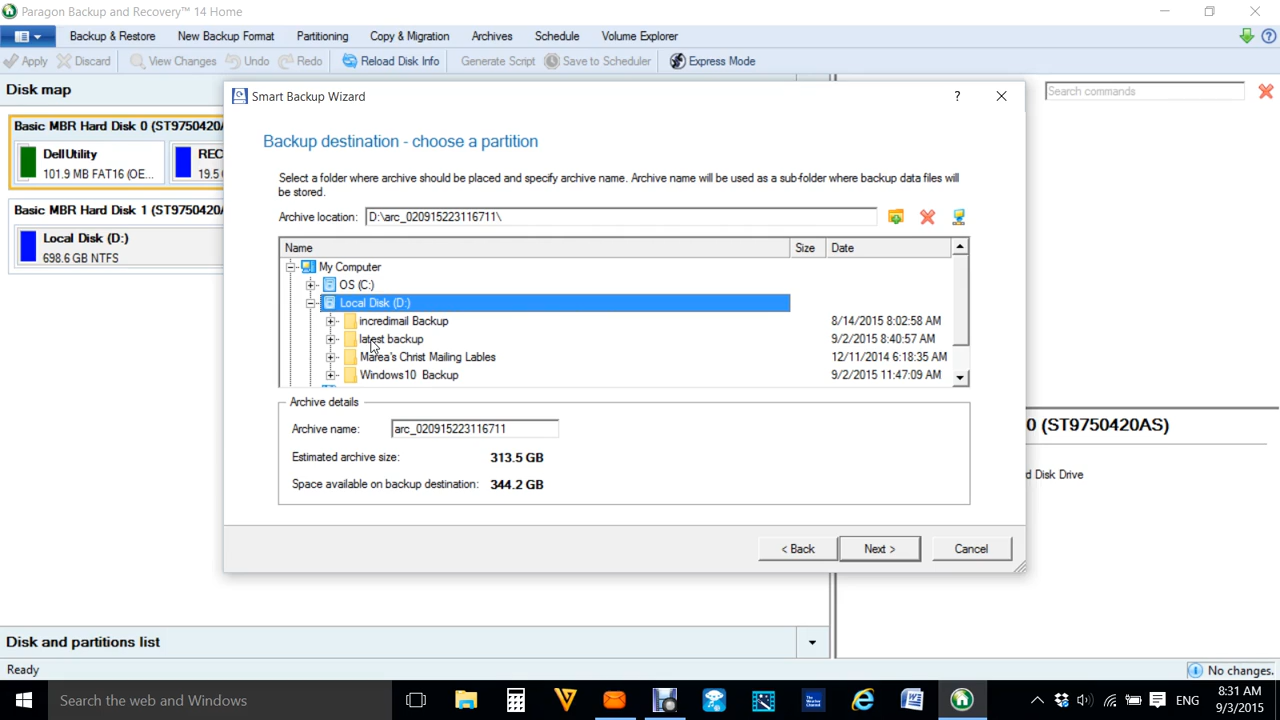 Paragon Backup and Recovery™ 14 Home
Backup & Restore New Backup Format Partitioning Copy & Migration Archives Schedule Volume Explorer
Apply Discard View Changes Undo Redo Reload Disk Info Generate Script Save to Scheduler Express Mode
Disk map
Search commands
Basic MBR Hard Disk 0 (ST9750420A
DellUtility
101.9 MB FAT16 (OE...
REC
19.5
Basic MBR Hard Disk 1 (ST9750420A
Local Disk (D:)
698.6 GB NTFS
Smart Backup Wizard
?
Backup destination - choose a partition
Select a folder where archive should be placed and specify archive name. Archive name will be used as a sub-folder where backup data files will
be stored.
Archive location: D:\arc_020915223116711\
Name Size Date
My Computer
OS (C:)
Local Disk (D:)
incredimail Backup 8/14/2015 8:02:58 AM
latest backup 9/2/2015 8:40:57 AM
Marea's Christ Mailing Lables 12/11/2014 6:18:35 AM
Windows10 Backup 9/2/2015 11:47:09 AM
Archive details
Archive name: arc_020915223116711
Estimated archive size: 313.5 GB
Space available on backup destination: 344.2 GB
< Back Next > Cancel
0 (ST9750420AS)
d Disk Drive
Disk and partitions list
Ready
No changes.
Search the web and Windows
ENG
8:31 AM
9/3/2015